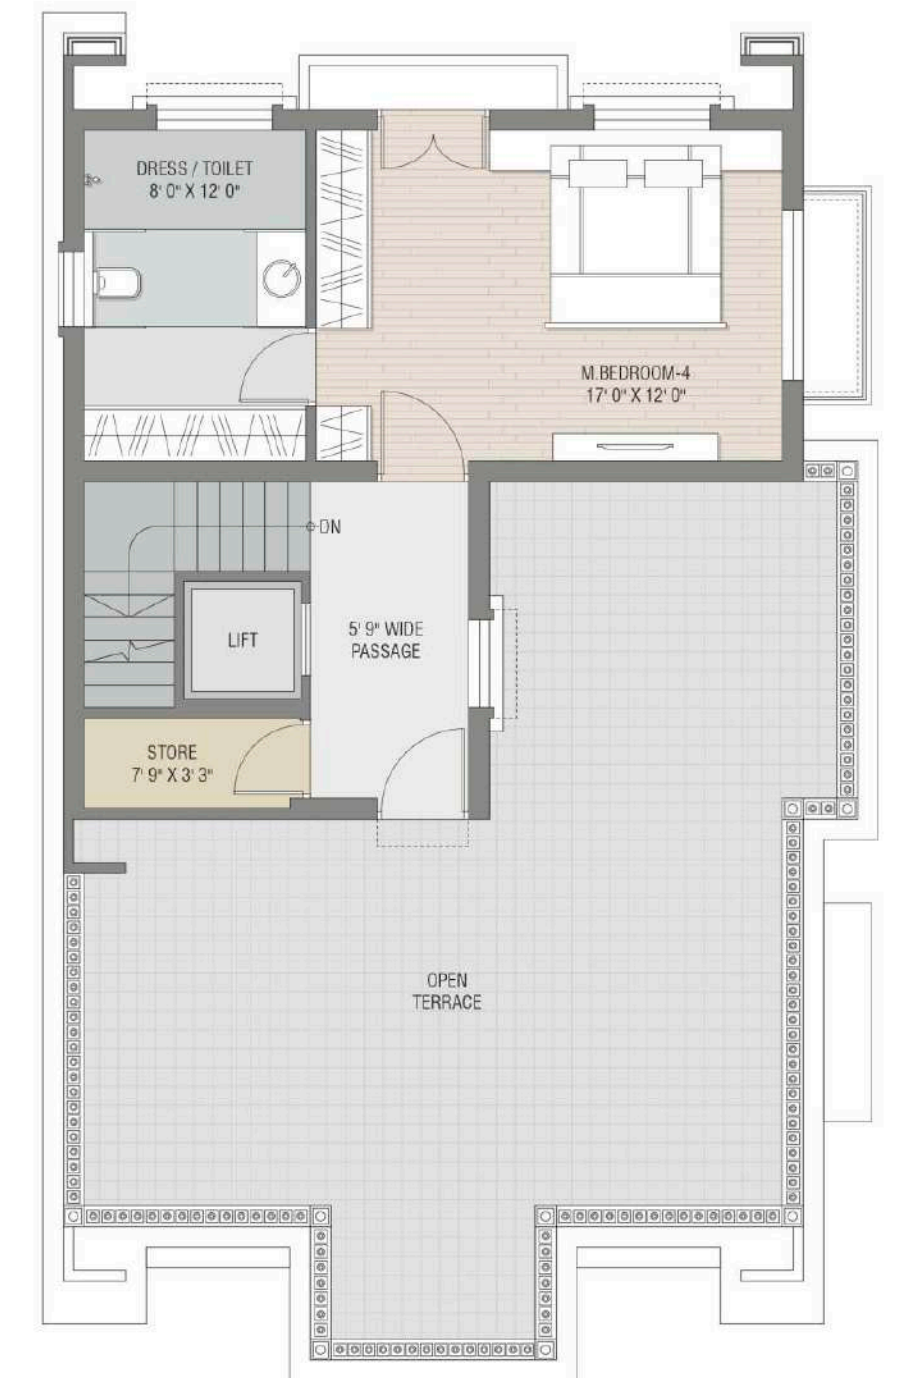 DRESS / TOILET
8' 0" X 12' 0"
M.BEDROOM-4
17' 0" X 12' 0"
DN
LIFT
5' 9" WIDE
PASSAGE
STORE
7' 9" X 3' 3"
OPEN
TERRACE